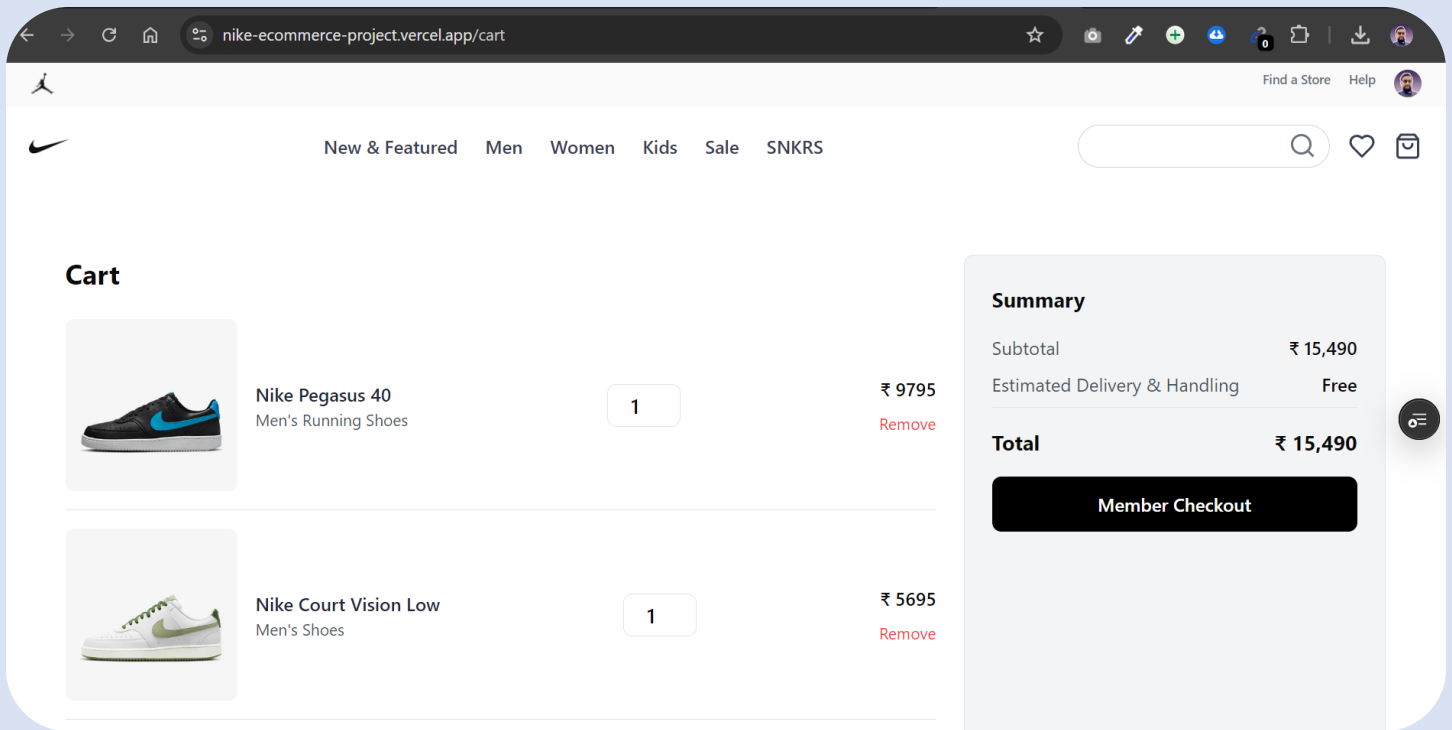 nike-ecommerce-project.vercel.app/cart
0
Find a Store Help
New & Featured Men Women Kids Sale SNKRS
Cart
Nike Pegasus 40
Men's Running Shoes
1
₹ 9795
Remove
Nike Court Vision Low
Men's Shoes
1
₹ 5695
Remove
Summary
Subtotal ₹ 15,490
Estimated Delivery & Handling Free
Total ₹ 15,490
Member Checkout